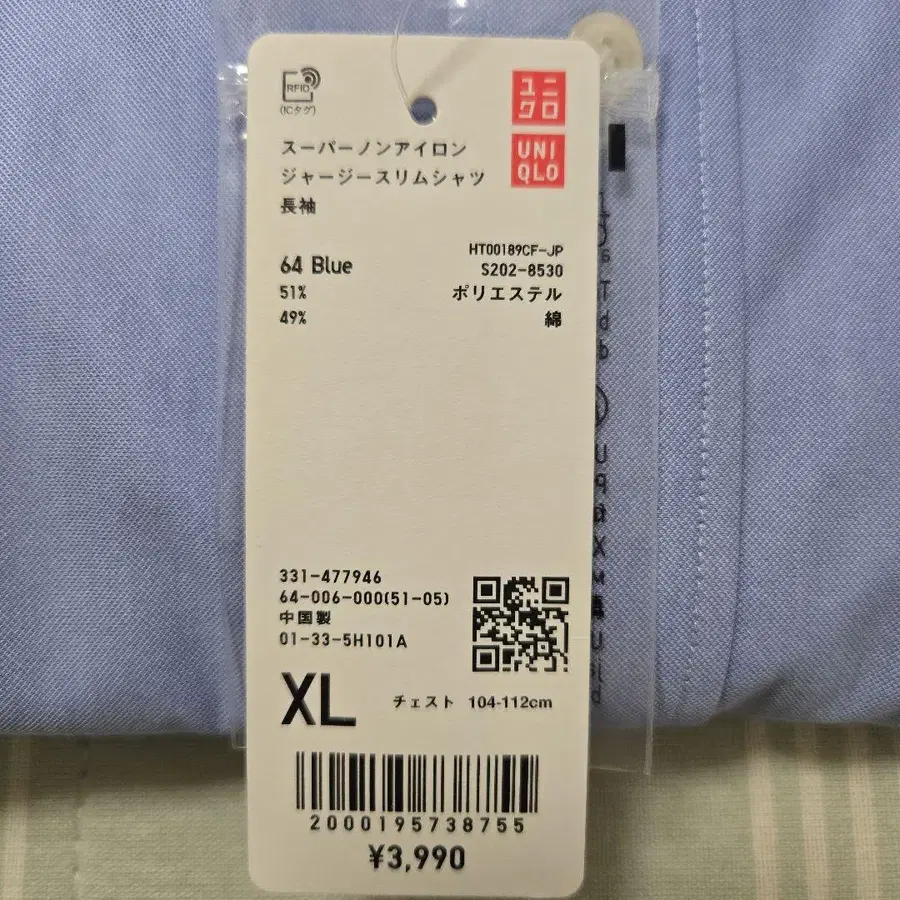 RFID
(ICタグ)
ユニ
クロ
UNI
QLO
スーパーノンアイロン
ジャージースリムシャツ
長袖
64 Blue
HT00189CF-JP
S202-8530
51% ポリエステル
49% 綿
331-477946
64-006-000(51-05)
中国製
01-33-5H101A
XL チェスト 104-112cm
2000195738755
¥3,990